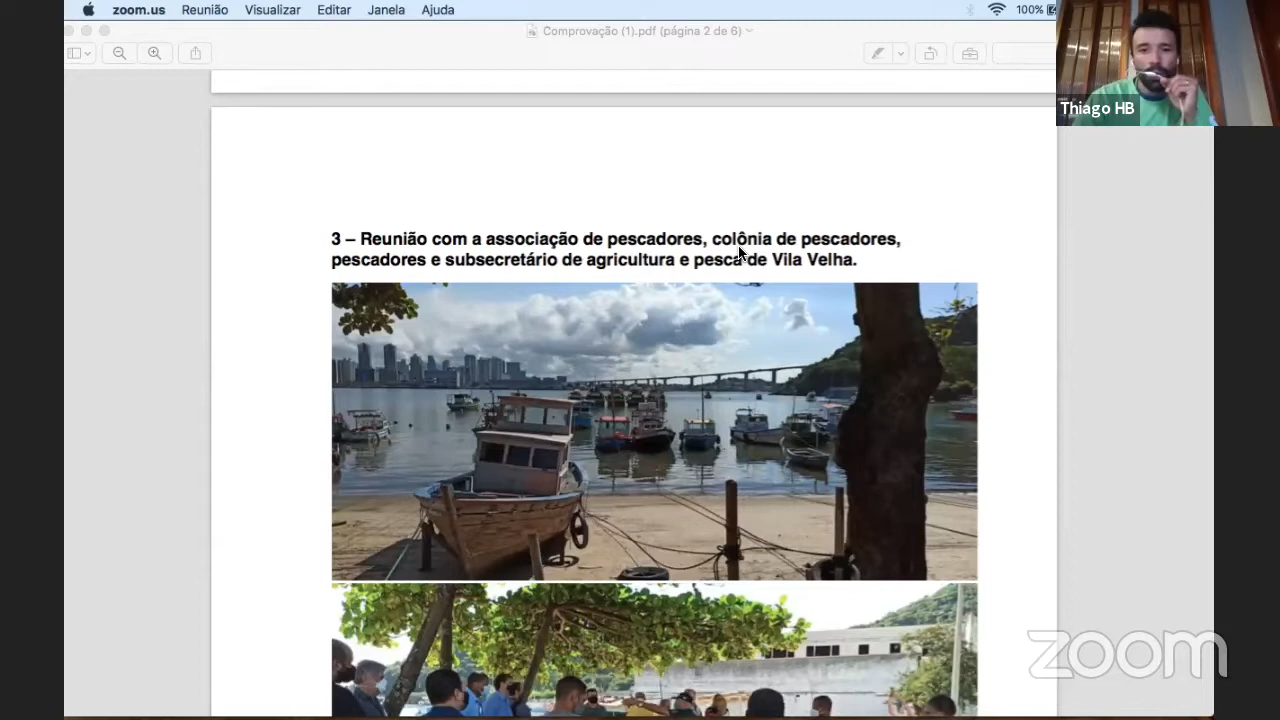 zoom.us Reunião Visualizar Editar Janela Ajuda 100%
Comprovação (1).pdf (página 2 de 6)
Thiago HB
3 – Reunião com a associação de pescadores, colônia de pescadores,
pescadores e subsecretário de agricultura e pesca de Vila Velha.
zoom